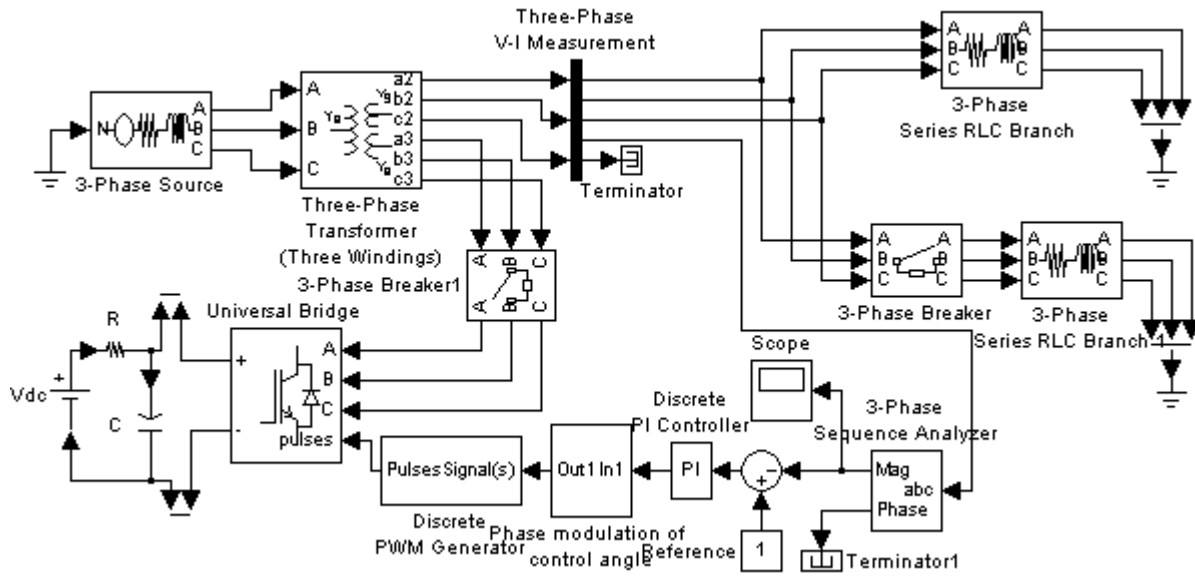 Three-Phase
V-I Measurement
A
B
C
A
B
C
3-Phase
Series RLC Branch
N
A
B
C
3-Phase Source
A
B
C
Yg
Yg
Yg
a2
b2
c2
a3
b3
c3
Three-Phase
Transformer
(Three Windings)
Terminator
A
B
C
A
B
C
3-Phase Breaker1
A
B
C
A
B
C
3-Phase Breaker
A
B
C
A
B
C
3-Phase
Series RLC Branch 1
Universal Bridge
+
-
A
B
C
pulses
R
+
Vdc
C
Scope
3-Phase
Sequence Analyzer
Mag
abc
Phase
Discrete
PI Controller
PI
-
+
Out1 In1
Pulses Signal(s)
Discrete
PWM Generator
Phase modulation of
control angle
Reference
1
Terminator1